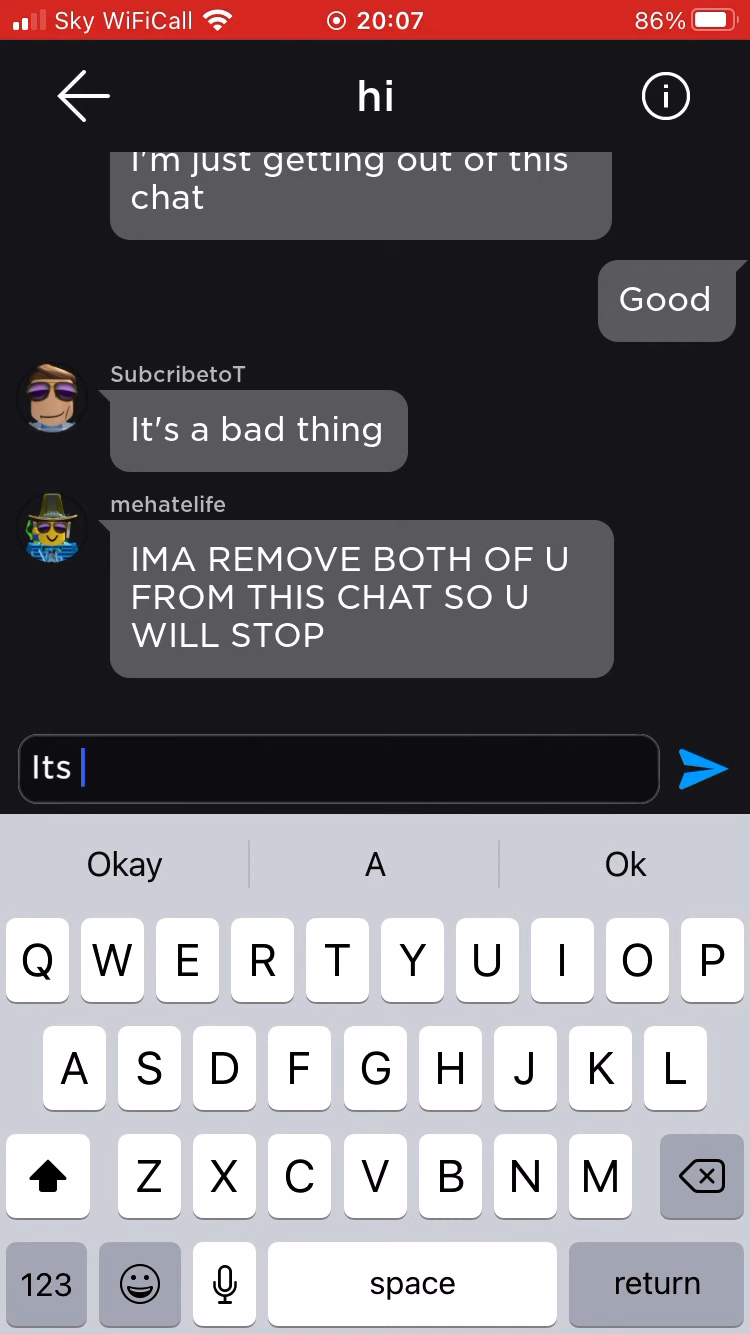 Sky WiFiCall 20:07 86%
hi
I'm just getting out of this
chat
Good
SubcribetoT
It's a bad thing
mehatelife
IMA REMOVE BOTH OF U
FROM THIS CHAT SO U
WILL STOP
Its
Okay A Ok
Q W E R T Y U I O P
A S D F G H J K L
Z X C V B N M
123 space return